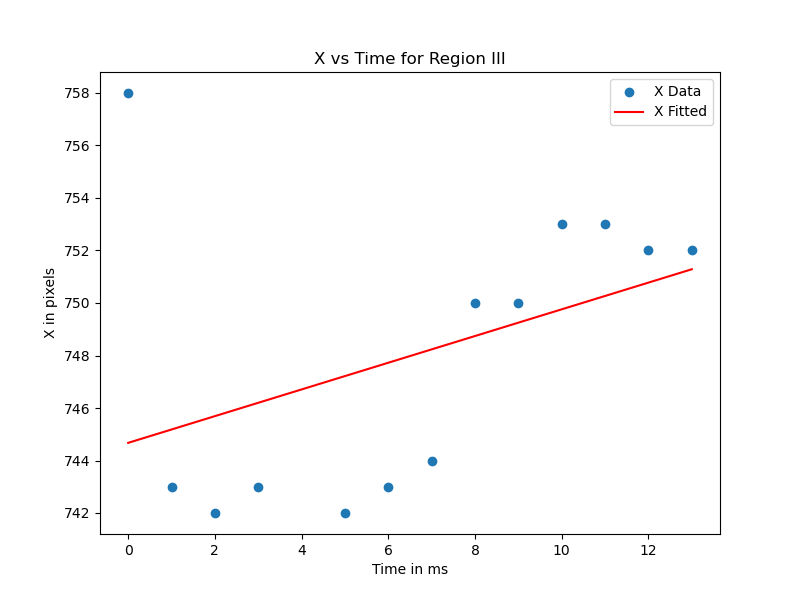 X vs Time for Region III
X Data
X Fitted
758
756
754
752
750
748
746
744
742
X in pixels
0 2 4 6 8 10 12
Time in ms